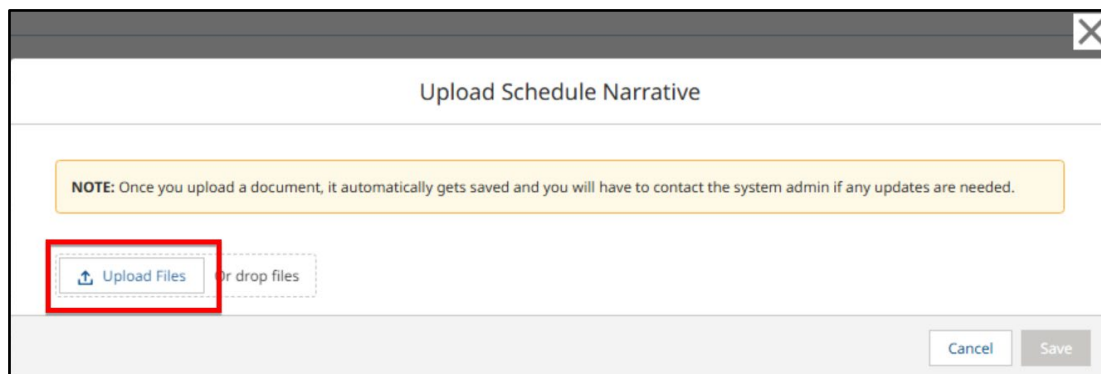 Upload Schedule Narrative
NOTE: Once you upload a document, it automatically gets saved and you will have to contact the system admin if any updates are needed.
Upload Files Or drop files
Cancel Save